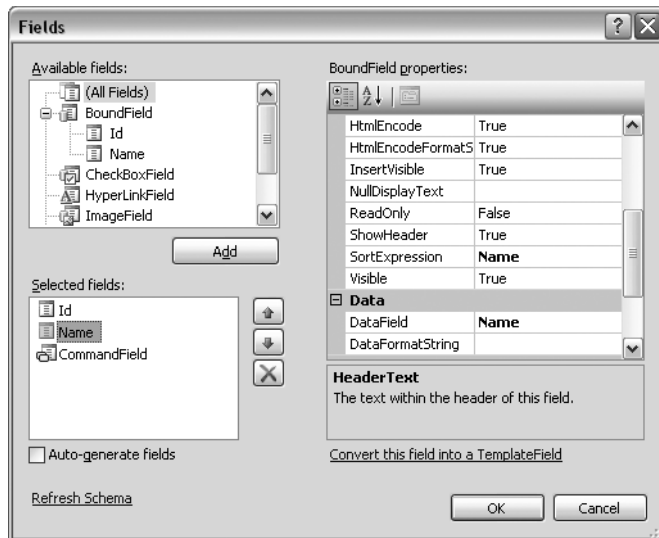 Fields
Available fields:
(All Fields)
BoundField
Id
Name
CheckBoxField
HyperLinkField
ImageField
Add
Selected fields:
Id
Name
CommandField
Auto-generate fields
Refresh Schema
BoundField properties:
HtmlEncode True
HtmlEncodeFormatS True
InsertVisible True
NullDisplayText
ReadOnly False
ShowHeader True
SortExpression Name
Visible True
Data
DataField Name
DataFormatString
HeaderText
The text within the header of this field.
Convert this field into a TemplateField
OK Cancel